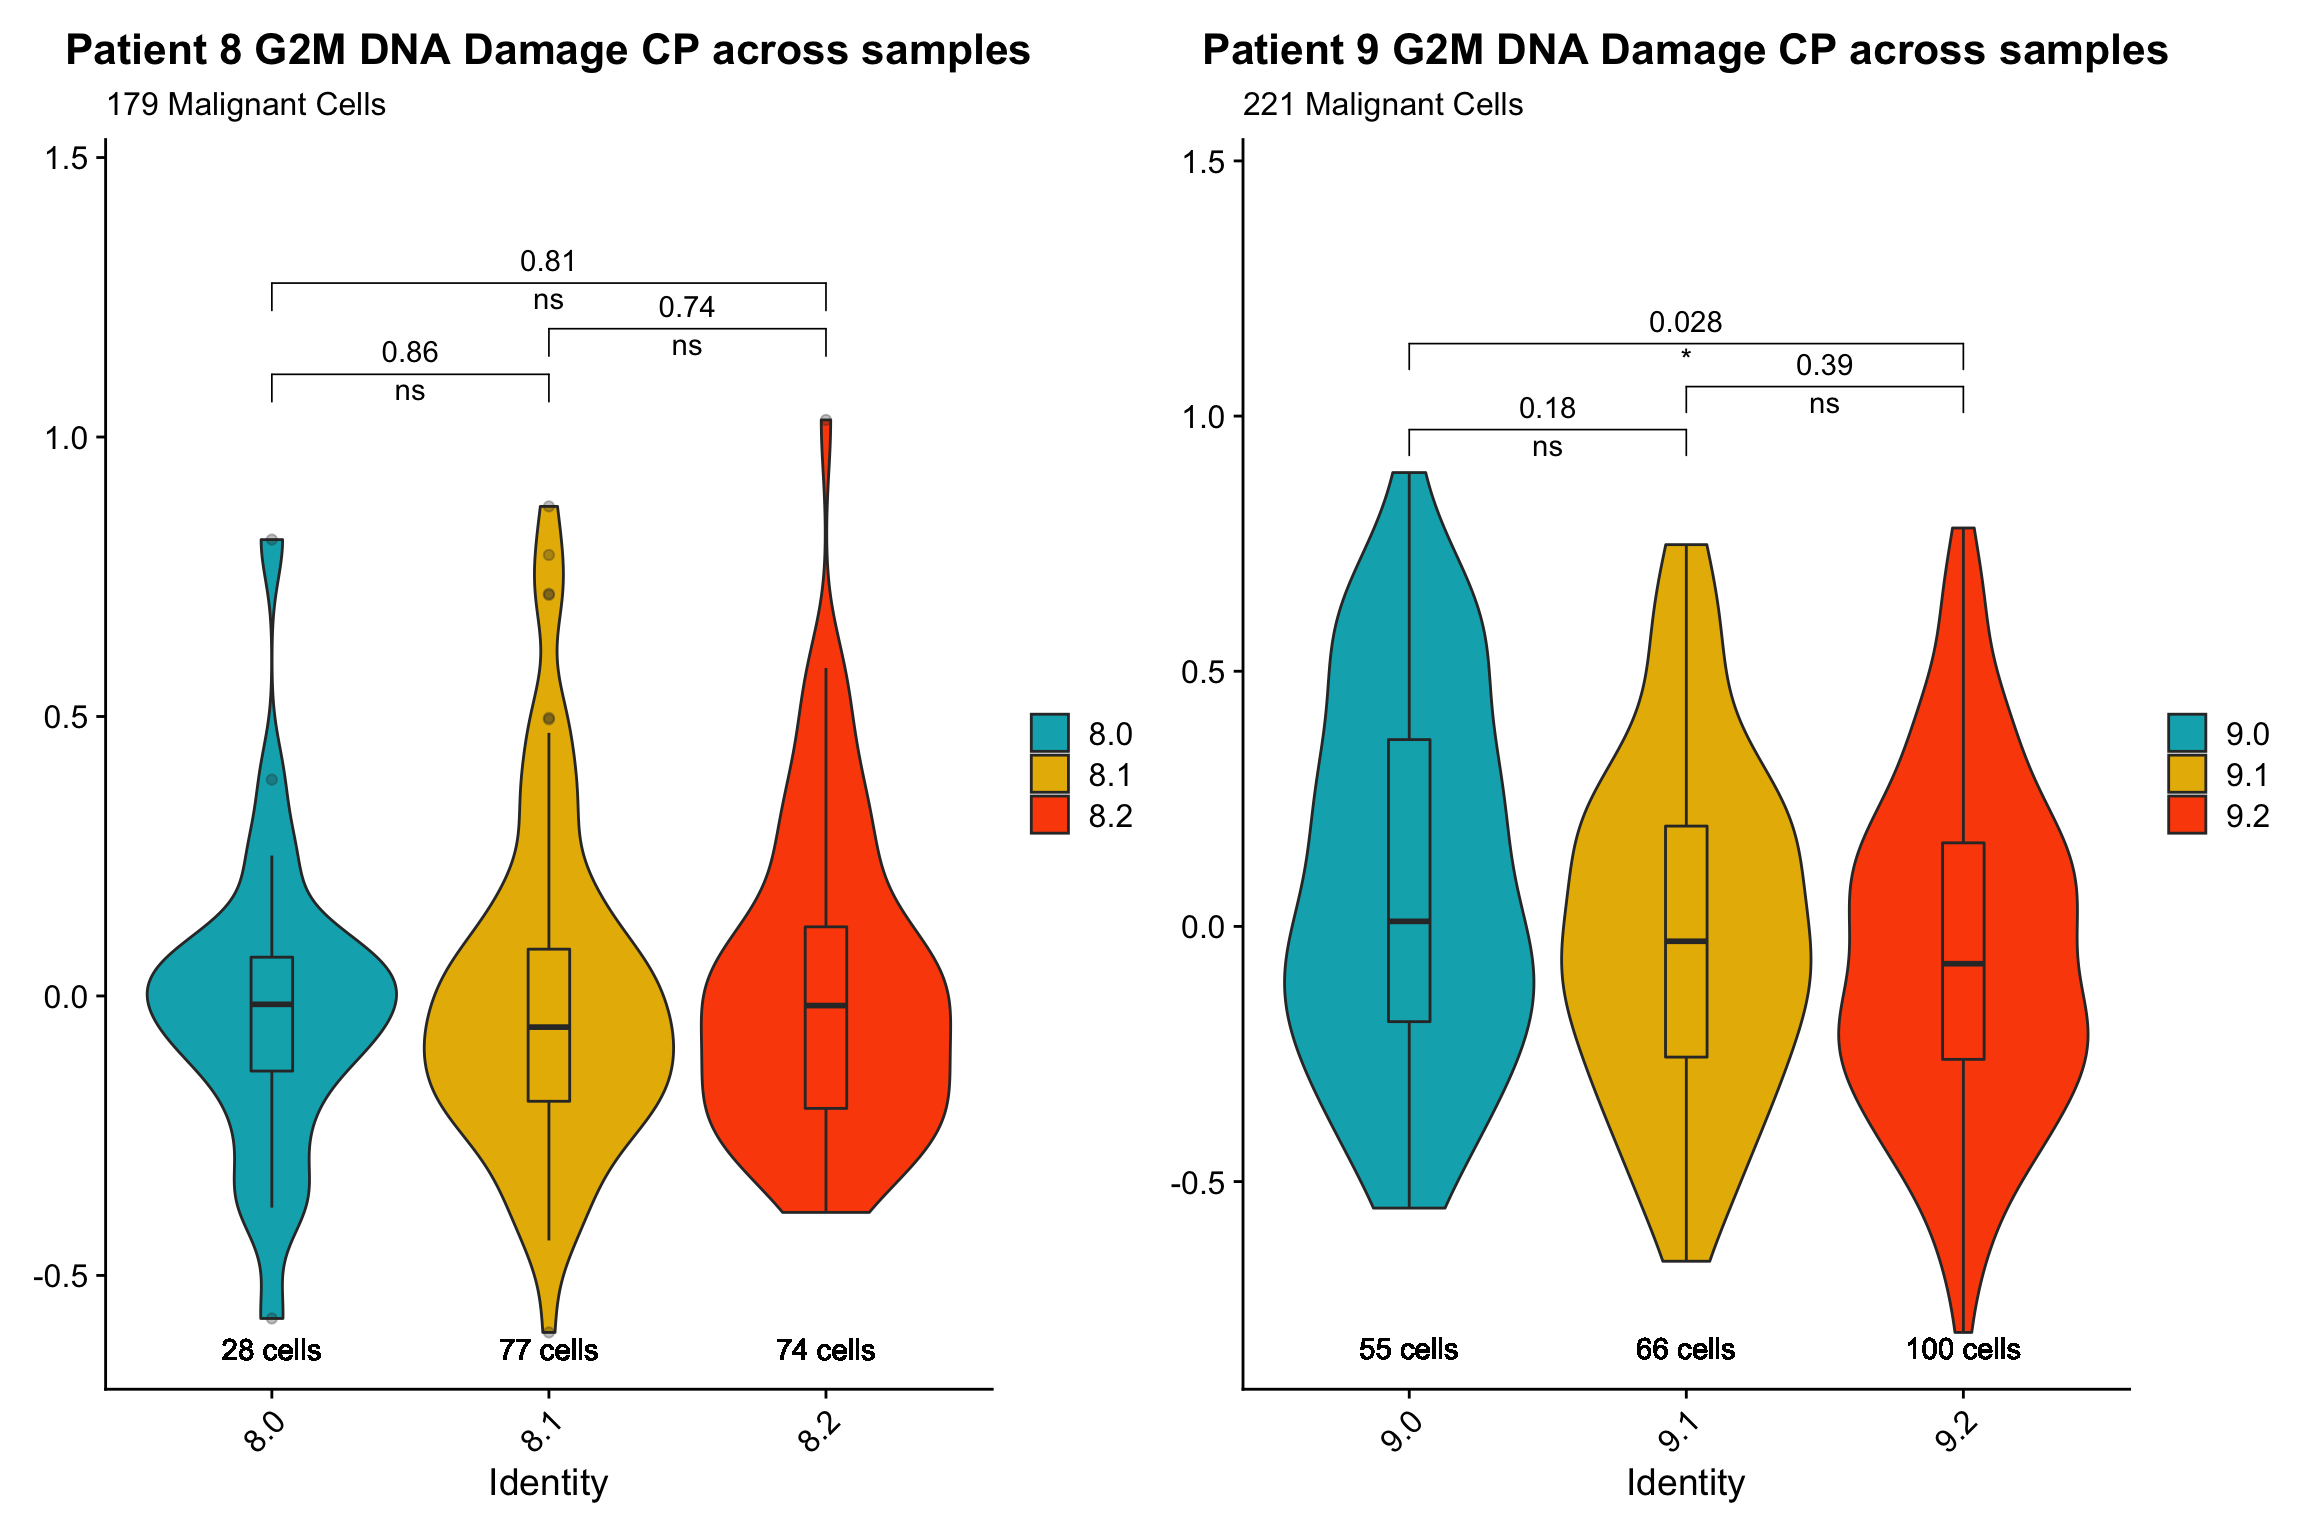 Patient 8 G2M DNA Damage CP across samples
179 Malignant Cells
1.5
1.0
0.5
0.0
-0.5
0.81
ns
0.74
ns
0.86
ns
28 cells
77 cells
74 cells
8.0
8.1
8.2
Identity
8.0
8.1
8.2
Patient 9 G2M DNA Damage CP across samples
221 Malignant Cells
1.5
1.0
0.5
0.0
-0.5
0.028
*
0.39
ns
0.18
ns
55 cells
66 cells
100 cells
9.0
9.1
9.2
Identity
9.0
9.1
9.2